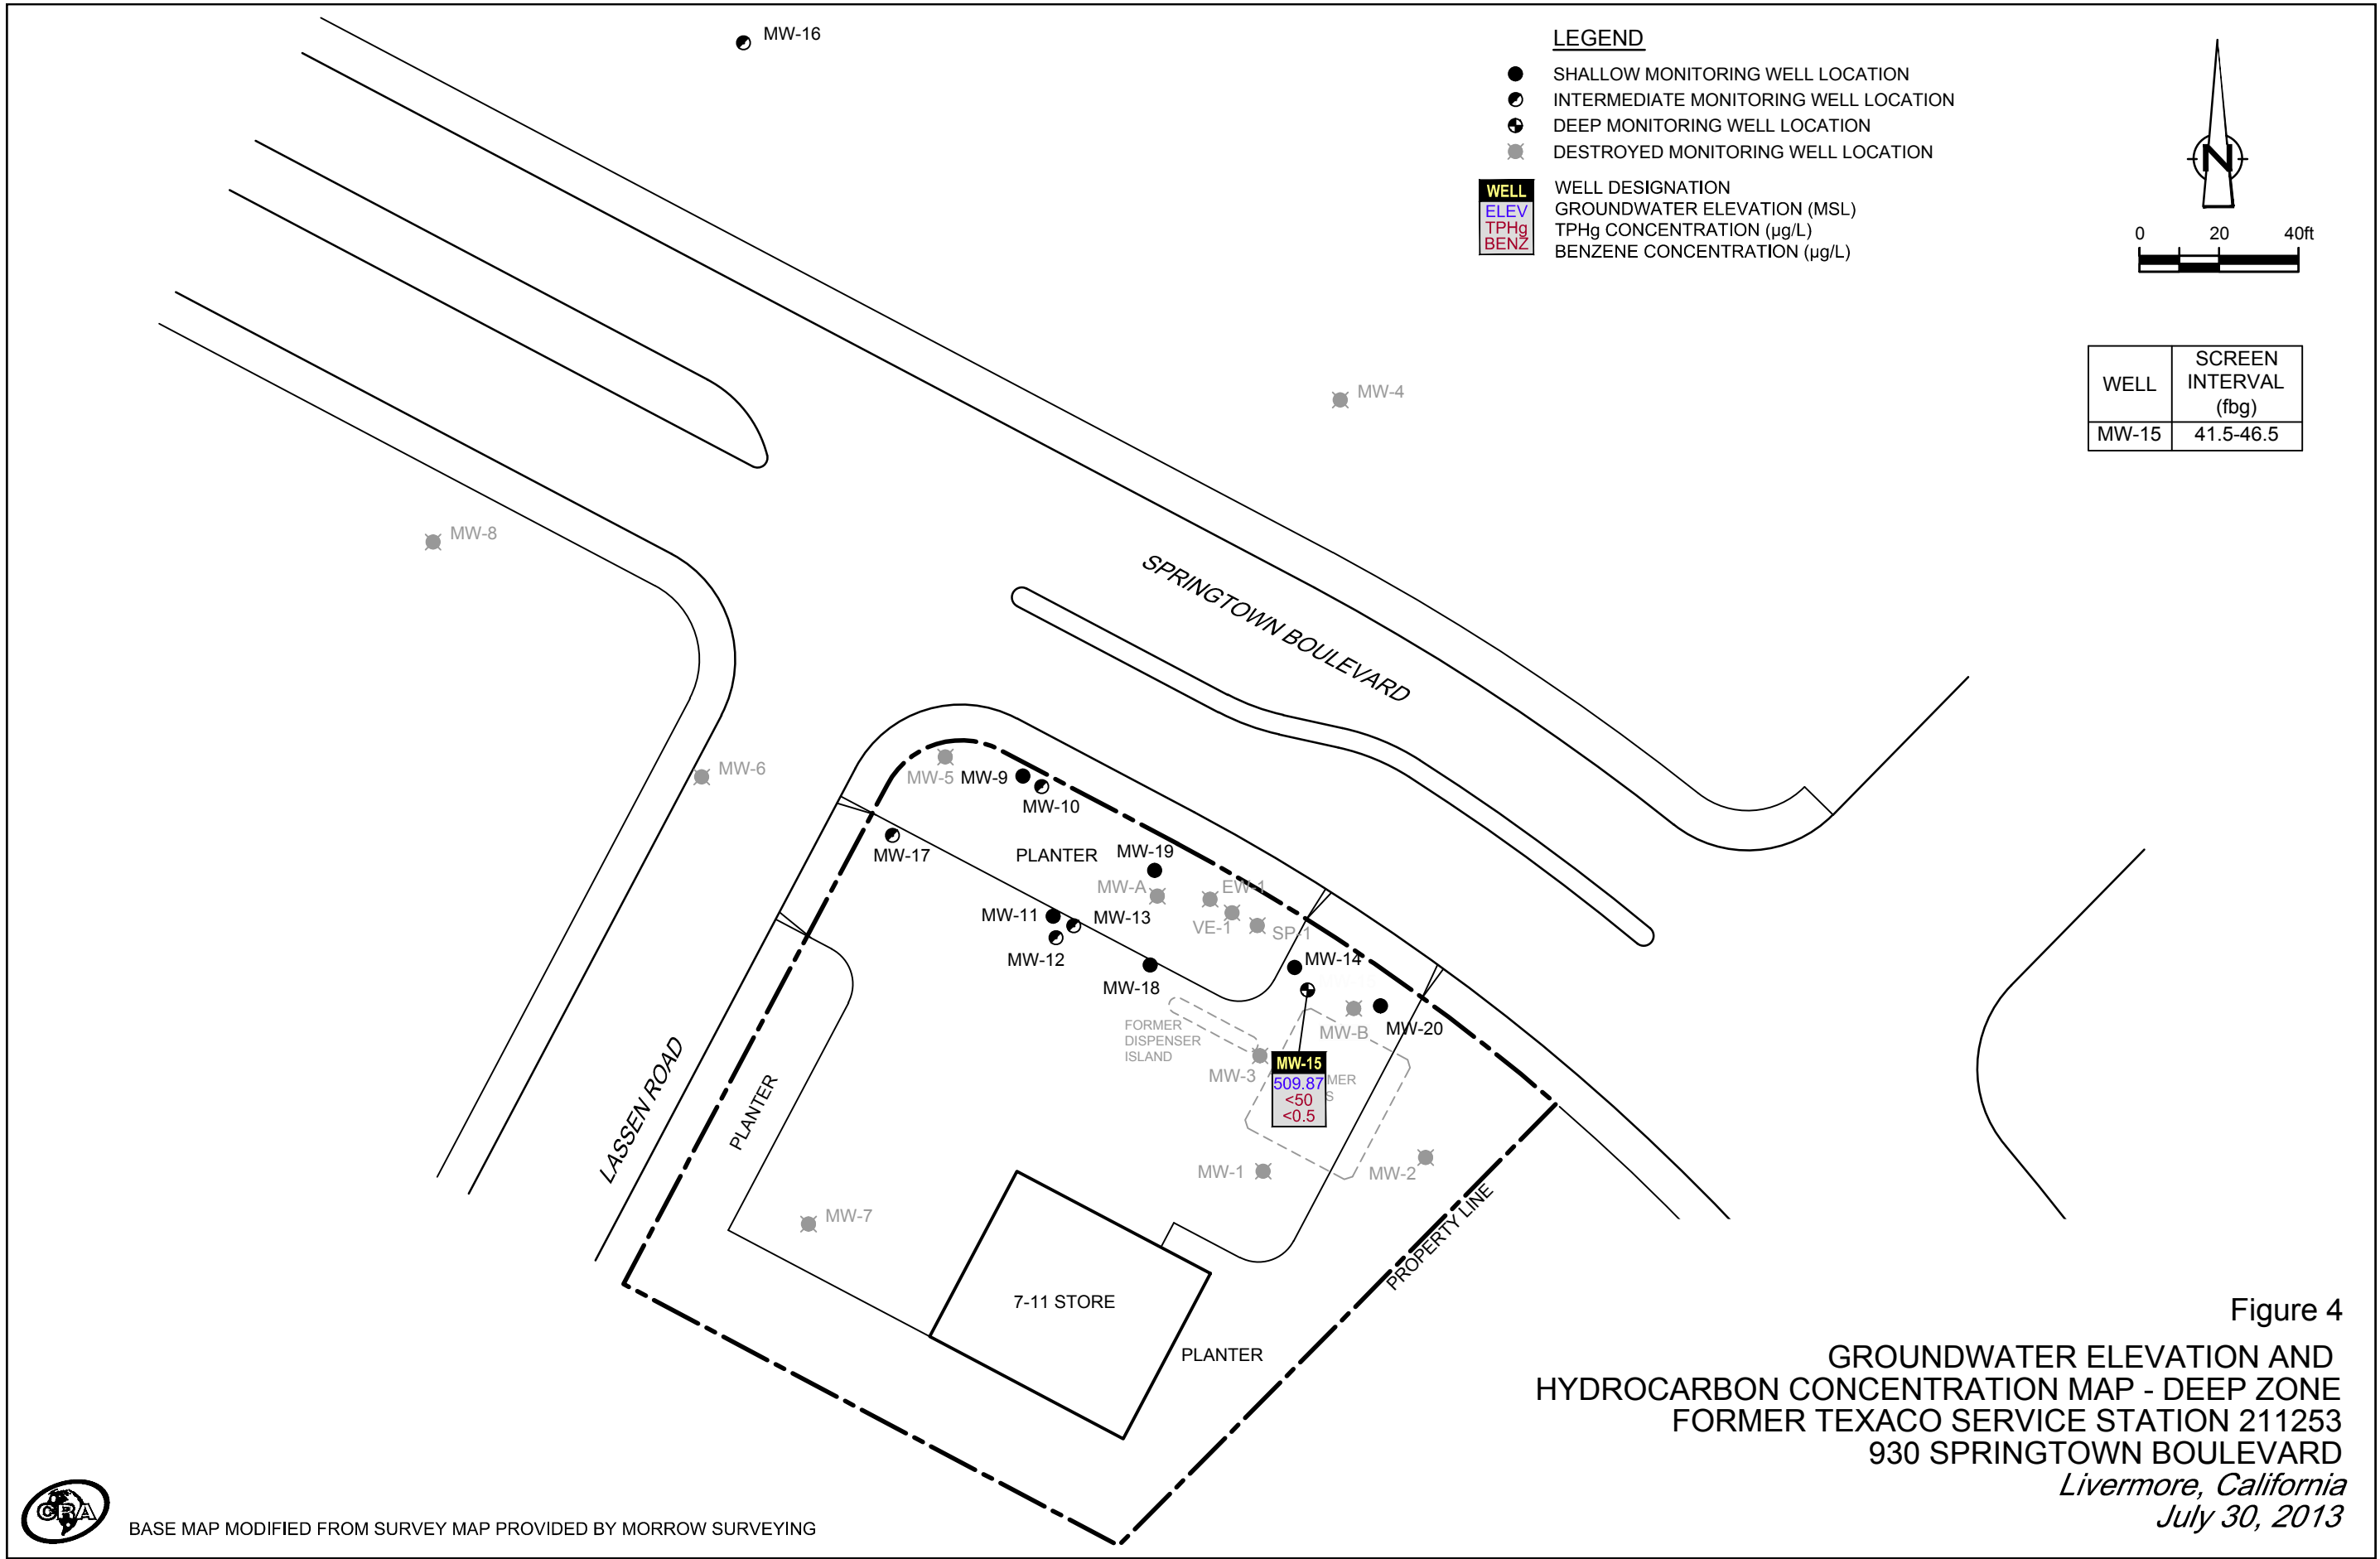 MW-16
LEGEND
SHALLOW MONITORING WELL LOCATION
INTERMEDIATE MONITORING WELL LOCATION
DEEP MONITORING WELL LOCATION
DESTROYED MONITORING WELL LOCATION
WELL
ELEV
TPHg
BENZ
WELL DESIGNATION
GROUNDWATER ELEVATION (MSL)
TPHg CONCENTRATION (µg/L)
BENZENE CONCENTRATION (µg/L)
N
0 20 40ft
WELL
SCREEN
INTERVAL
(fbg)
MW-15 41.5-46.5
MW-4
MW-8
SPRINGTOWN BOULEVARD
MW-6
MW-5
MW-9
MW-10
MW-17
PLANTER
MW-19
MW-A
EW-1
MW-11
MW-13
VE-1
SP-1
MW-12
MW-14
MW-18
FORMER
DISPENSER
ISLAND
MW-B
MW-20
MW-3
MW-15
509.87
<50
<0.5
MER
S
LASSEN ROAD
PLANTER
MW-1
MW-2
MW-7
PROPERTY LINE
7-11 STORE
PLANTER
Figure 4
GROUNDWATER ELEVATION AND
HYDROCARBON CONCENTRATION MAP - DEEP ZONE
FORMER TEXACO SERVICE STATION 211253
930 SPRINGTOWN BOULEVARD
Livermore, California
July 30, 2013
CRA
BASE MAP MODIFIED FROM SURVEY MAP PROVIDED BY MORROW SURVEYING